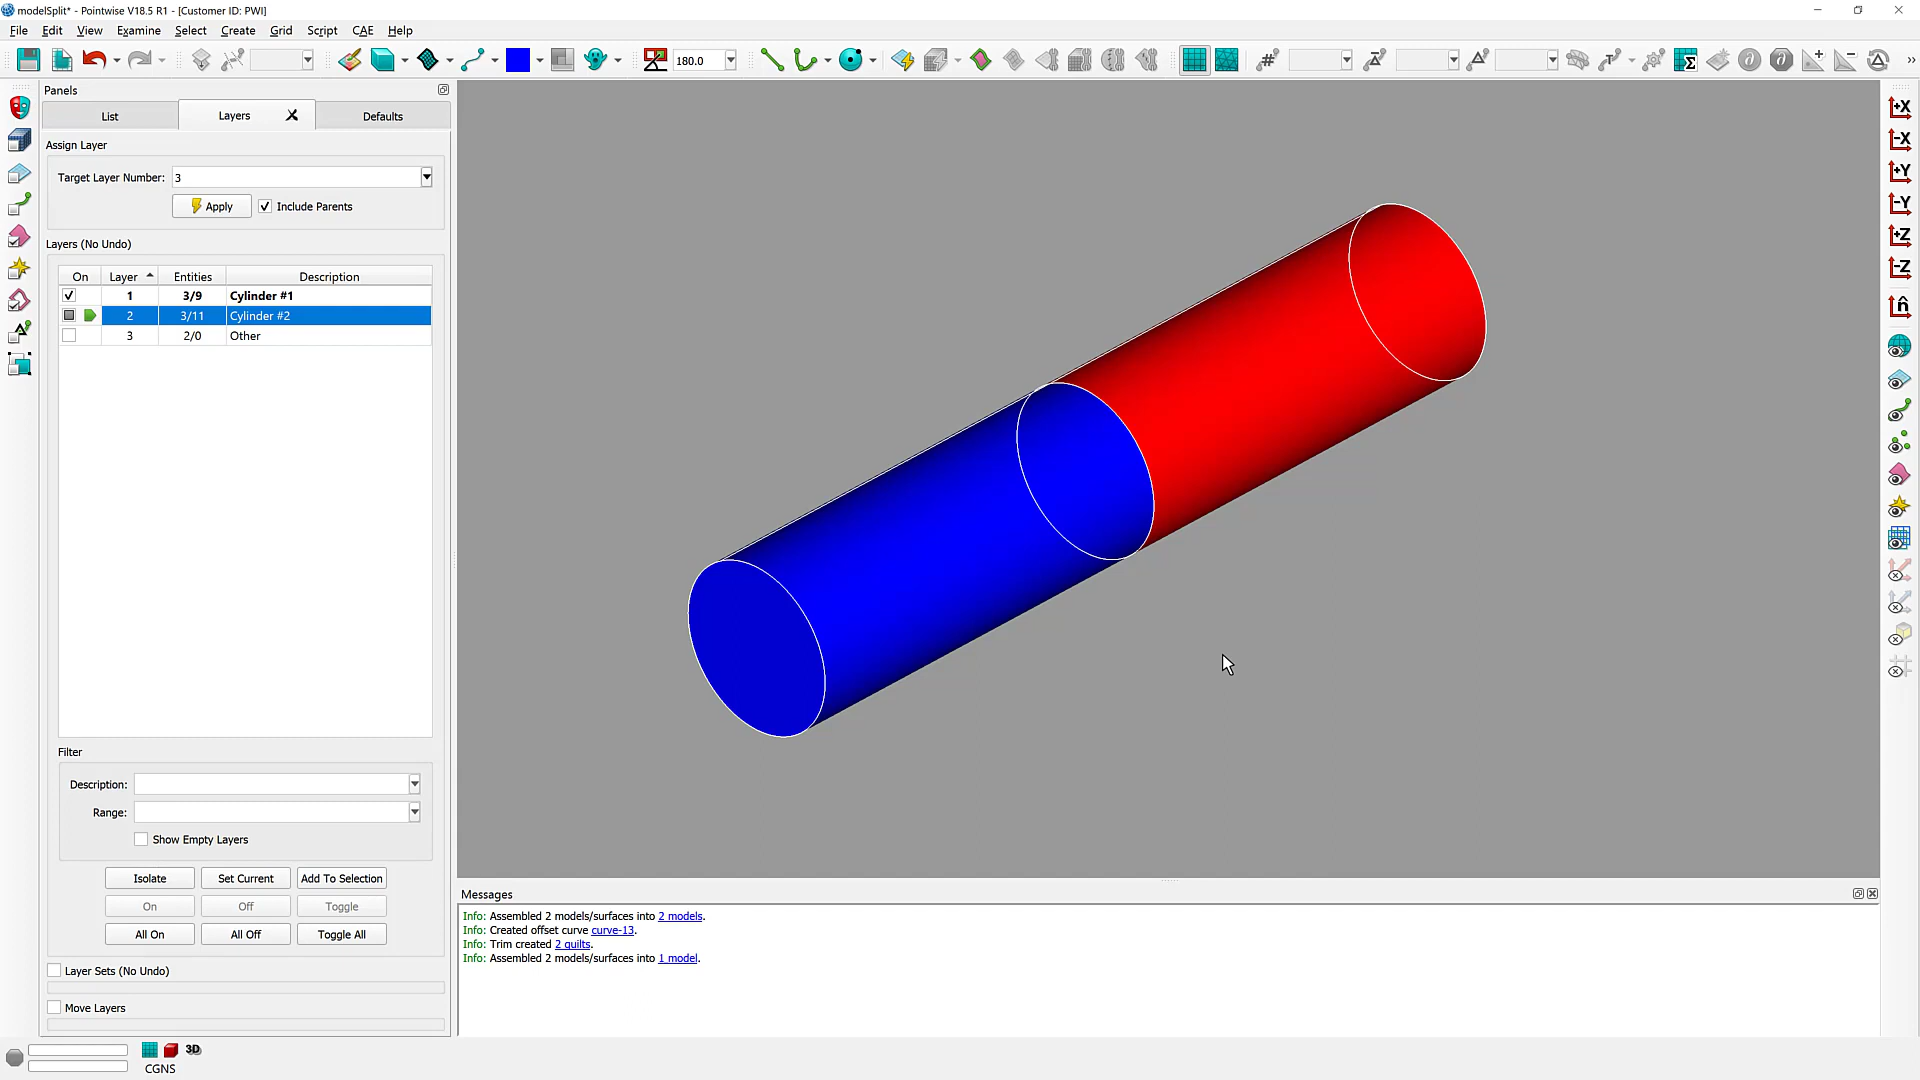 modelSplit* - Pointwise V18.5 R1 - [Customer ID: PWI]
File Edit View Examine Select Create Grid Script CAE Help
180.0
Panels
List Layers Defaults
Assign Layer
Target Layer Number: 3
Apply Include Parents
Layers (No Undo)
On Layer Entities Description
1 3/9 Cylinder #1
2 3/11 Cylinder #2
3 2/0 Other
Filter
Description:
Range:
Show Empty Layers
Isolate Set Current Add To Selection
On Off Toggle
All On All Off Toggle All
Layer Sets (No Undo)
Move Layers
Messages
Info: Assembled 2 models/surfaces into 2 models.
Info: Created offset curve curve-13.
Info: Trim created 2 quilts.
Info: Assembled 2 models/surfaces into 1 model.
+X
-X
+Y
-Y
+Z
-Z
n̂
3D
CGNS